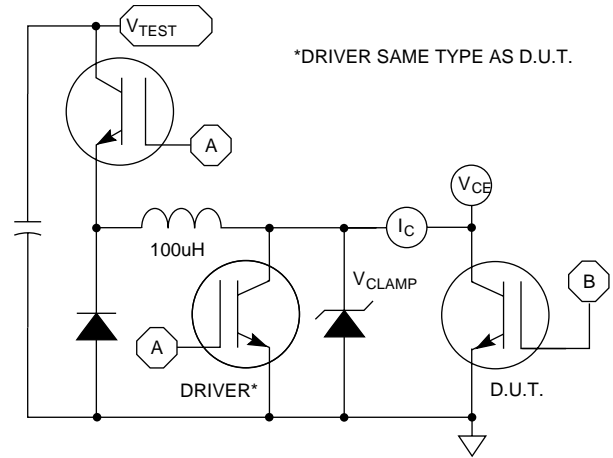 VTEST
*DRIVER SAME TYPE AS D.U.T.
A
VCE
100uH
IC
VCLAMP
B
A
DRIVER*
D.U.T.